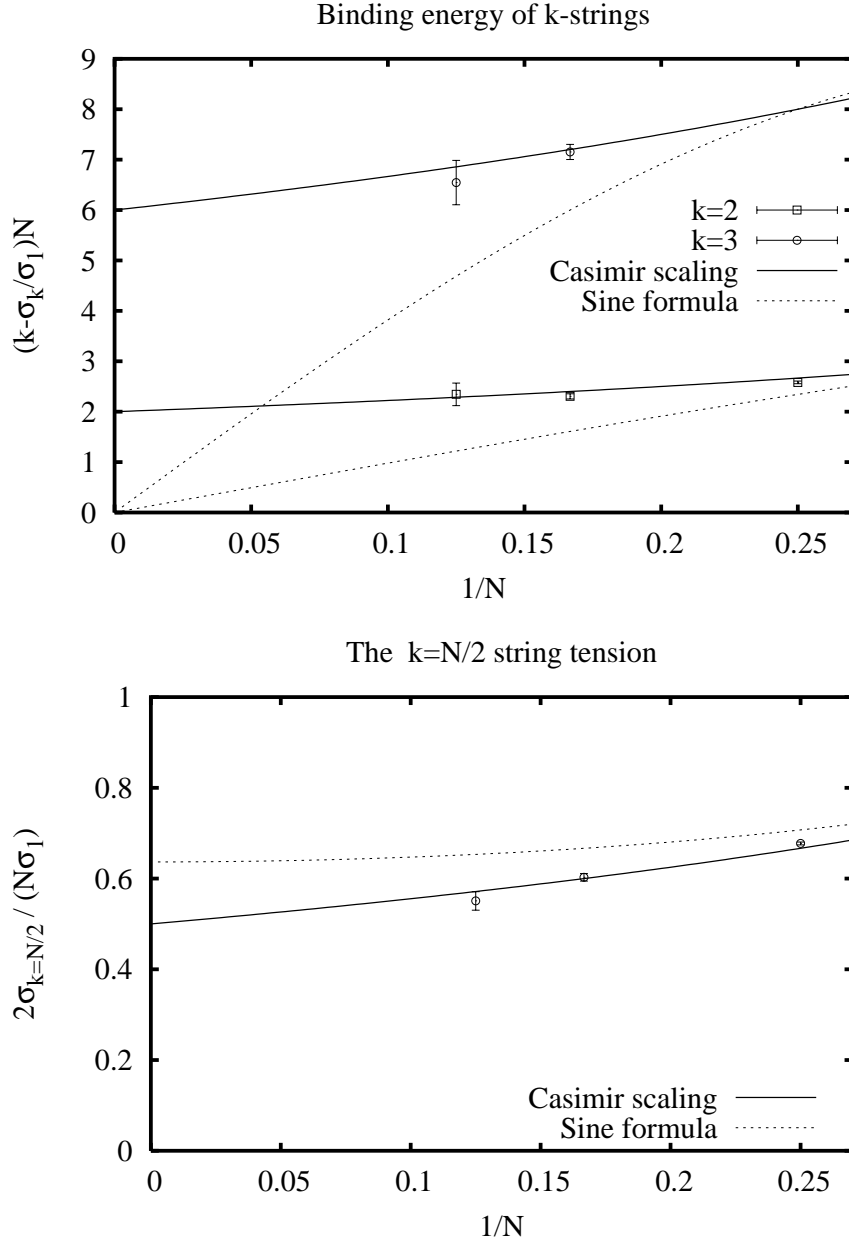 Binding energy of k-strings
9
8
7
6
5
4
3
2
1
0
(k-σk/σ1)N
k=2
k=3
Casimir scaling
Sine formula
0 0.05 0.1 0.15 0.2 0.25
1/N
The k=N/2 string tension
1
0.8
0.6
0.4
0.2
0
2σk=N/2 / (Nσ1)
Casimir scaling
Sine formula
0 0.05 0.1 0.15 0.2 0.25
1/N